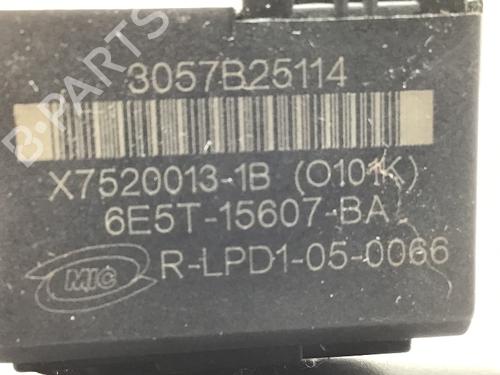 3057B25114
X7520013-1B (O101K)
6E5T-15607-BA
MIC R-LPD1-05-0066
B-PARTS